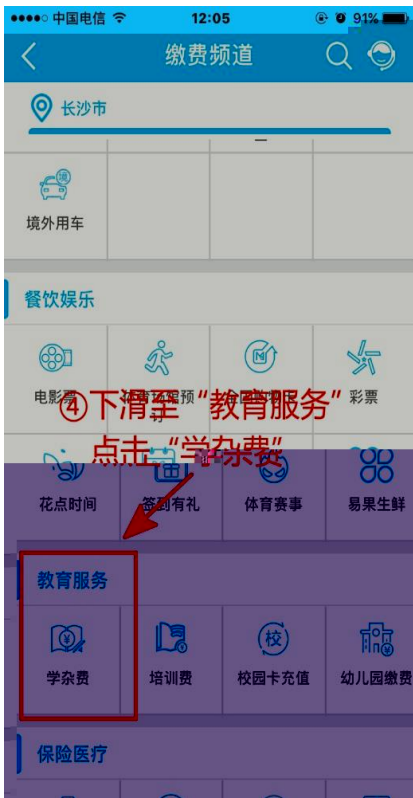 中国电信 12:05 91%
缴费频道
长沙市
境外用车
餐饮娱乐
电影票 彩票
④下滑至“教育服务”
点击“学杂费”
花点时间 签到有礼 体育赛事 易果生鲜
教育服务
学杂费 培训费 校园卡充值 幼儿园缴费
保险医疗